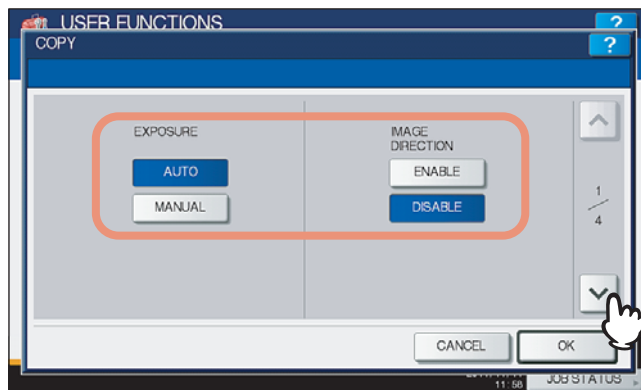 USER FUNCTIONS
?
COPY
?
EXPOSURE
AUTO
MANUAL
IMAGE
DIRECTION
ENABLE
DISABLE
1
4
CANCEL
OK
11:58
JOB STATUS